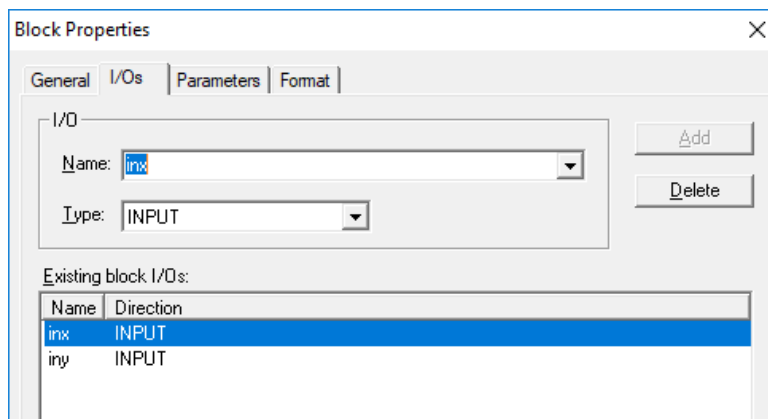 Block Properties
General I/Os Parameters Format
I/O
Name: inx
Add
Type: INPUT
Delete
Existing block I/Os:
Name Direction
inx INPUT
iny INPUT